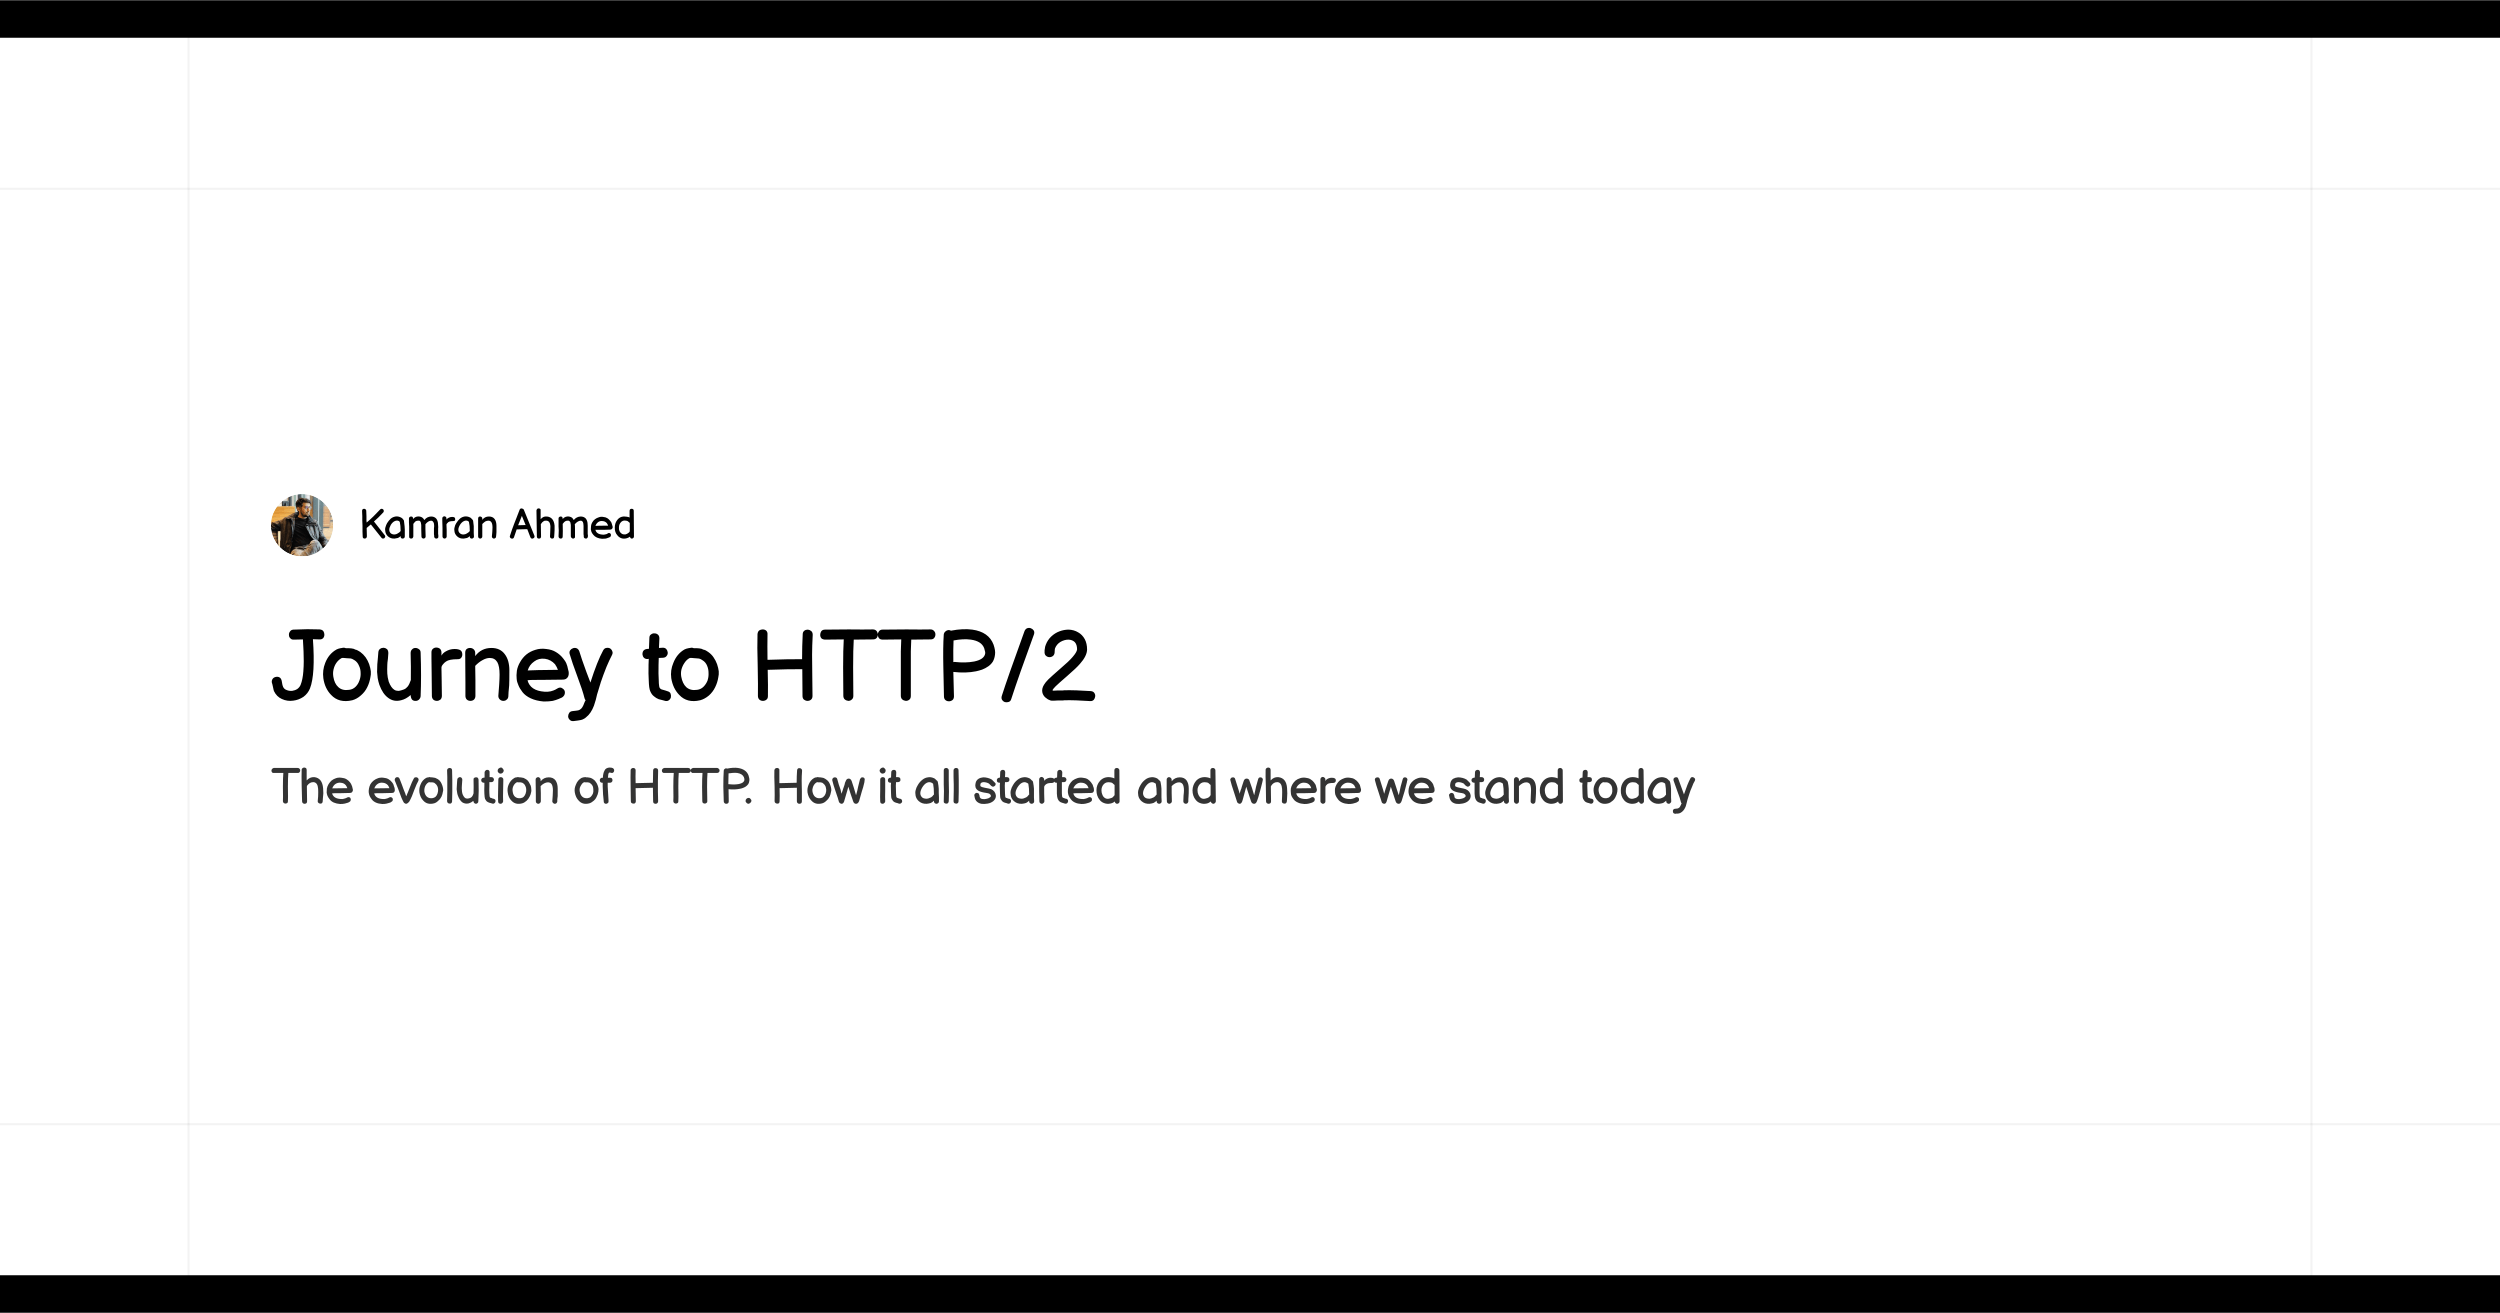 Kamran Ahmed
Journey to HTTP/2
The evolution of HTTP. How it all started and where we stand today